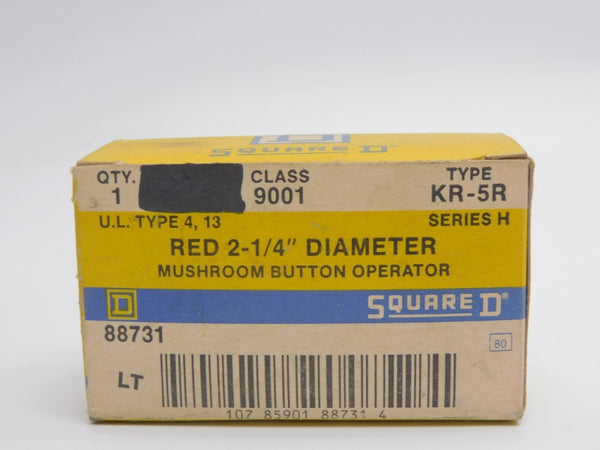 SQUARE D
QTY. CLASS TYPE
1 9001 KR-5R
U.L. TYPE 4, 13 SERIES H
RED 2-1/4" DIAMETER
MUSHROOM BUTTON OPERATOR
D SQUARE D®
88731
80
LT
107 85901 88731 4